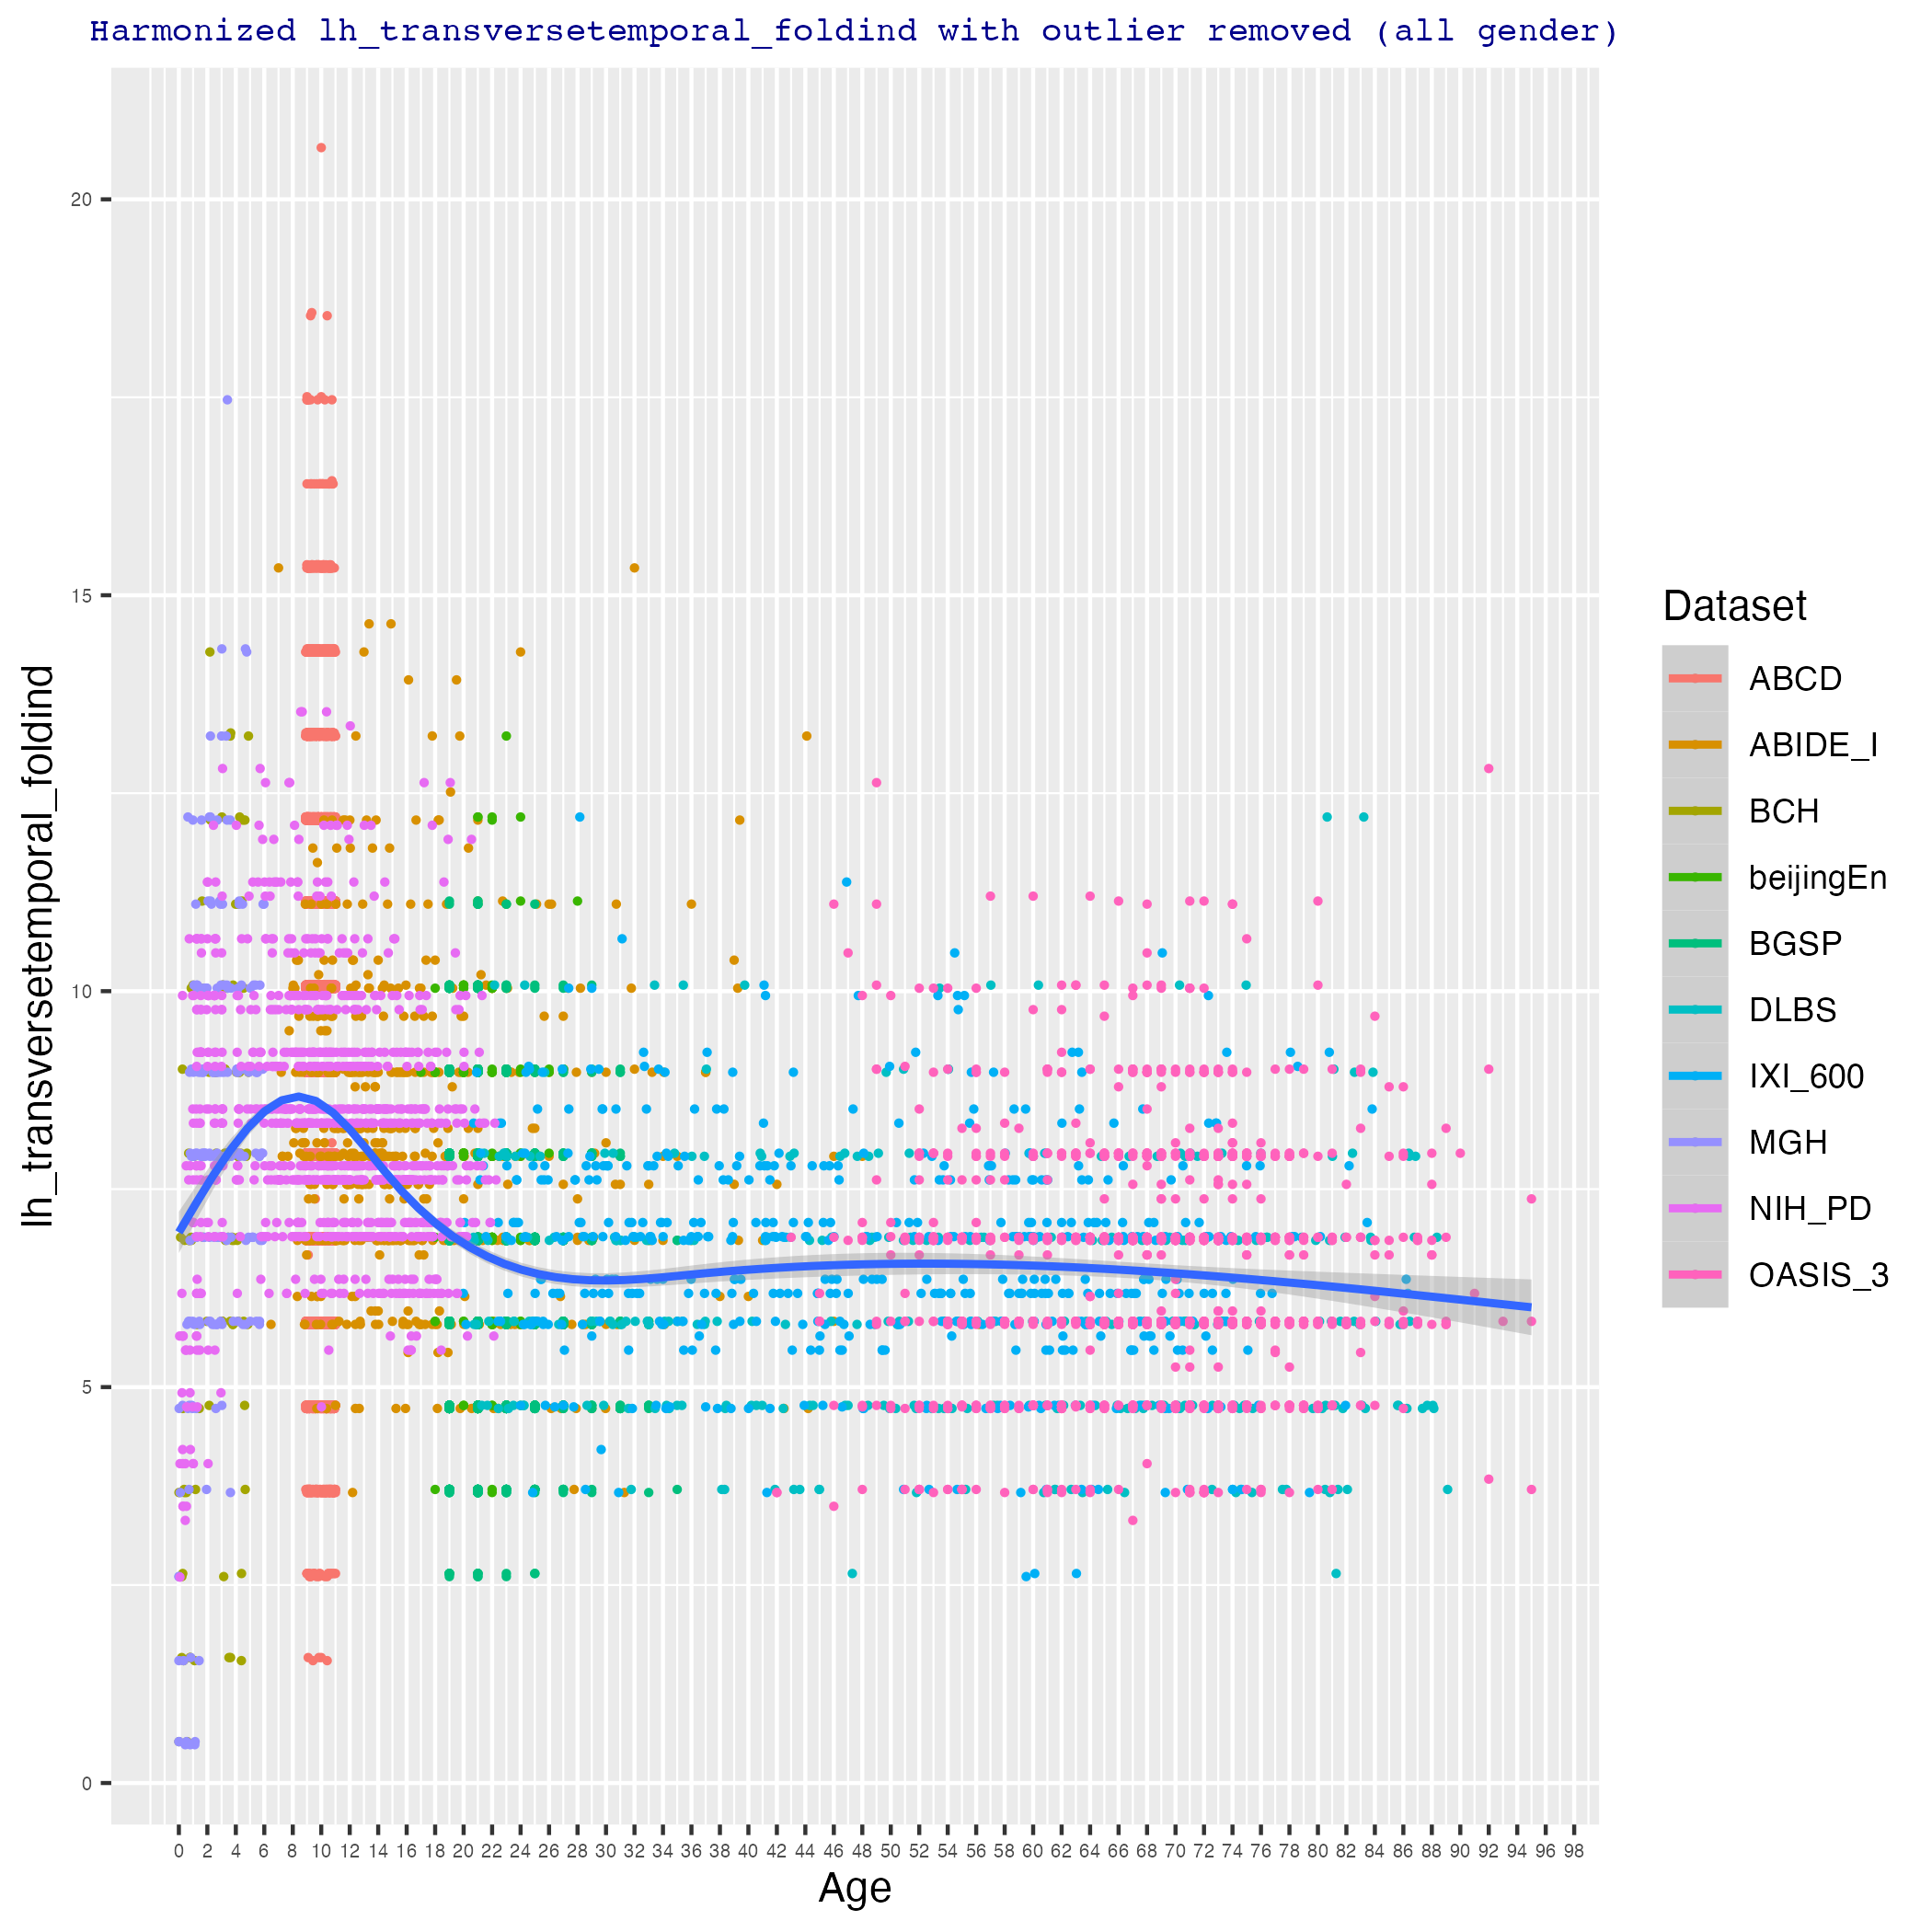 Harmonized lh_transversetemporal_foldind with outlier removed (all gender)
lh_transversetemporal_foldind
20
15
10
5
0
0 2 4 6 8 10 12 14 16 18 20 22 24 26 28 30 32 34 36 38 40 42 44 46 48 50 52 54 56 58 60 62 64 66 68 70 72 74 76 78 80 82 84 86 88 90 92 94 96 98
Age
Dataset
ABCD
ABIDE_I
BCH
beijingEn
BGSP
DLBS
IXI_600
MGH
NIH_PD
OASIS_3